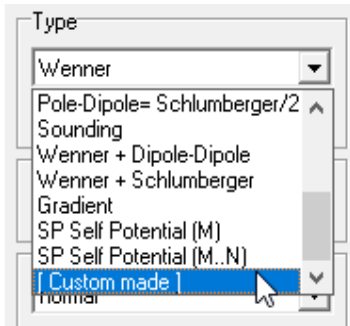 Type
Wenner
Pole-Dipole= Schlumberger/2
Sounding
Wenner + Dipole-Dipole
Wenner + Schlumberger
Gradient
SP Self Potential (M)
SP Self Potential (M..N)
[ Custom made ]
normal